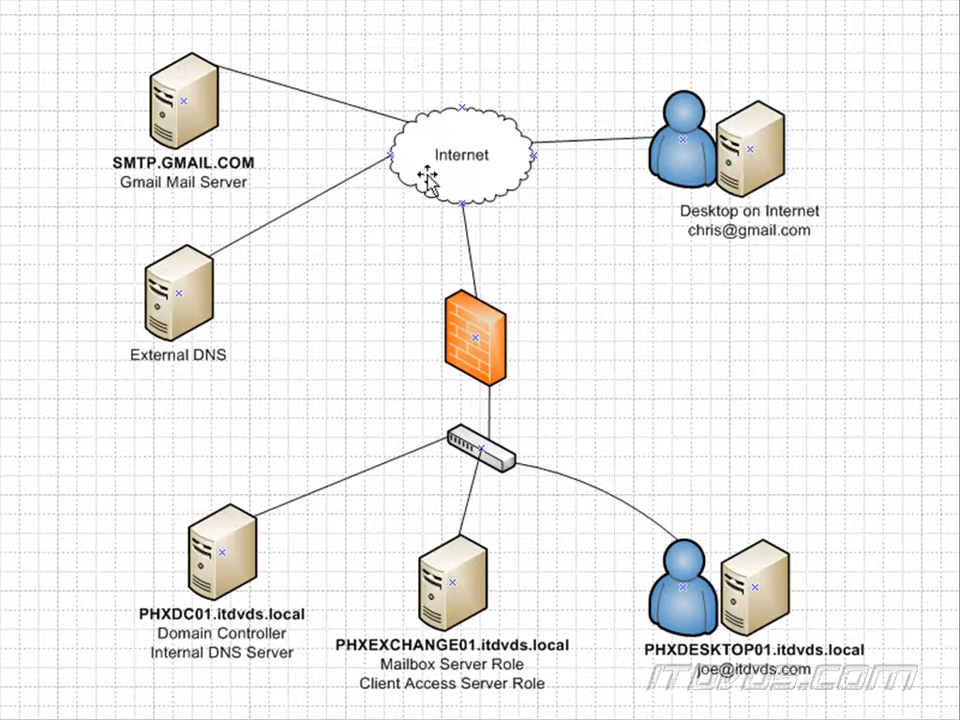 SMTP.GMAIL.COM
Gmail Mail Server
Internet
Desktop on Internet
chris@gmail.com
External DNS
PHXDC01.itdvds.local
Domain Controller
Internal DNS Server
PHXEXCHANGE01.itdvds.local
Mailbox Server Role
Client Access Server Role
PHXDESKTOP01.itdvds.local
joe@itdvds.com
ITDVDS.COM